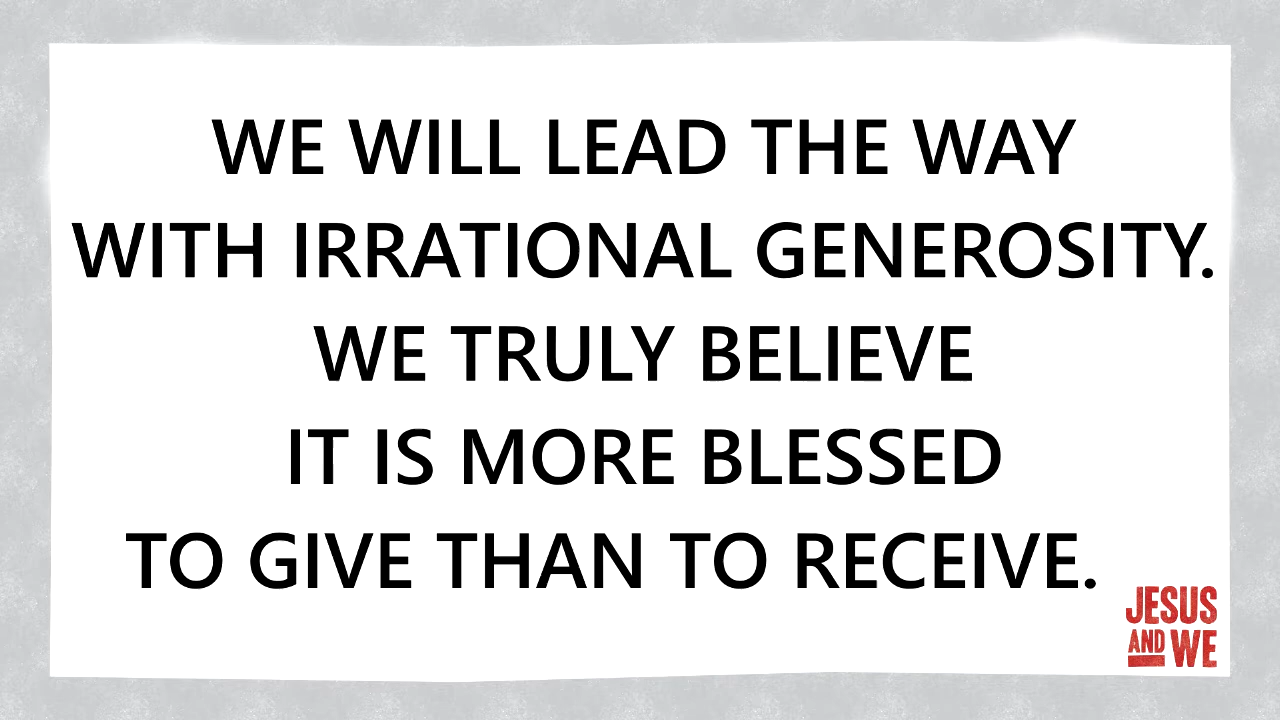 WE WILL LEAD THE WAY
WITH IRRATIONAL GENEROSITY.
WE TRULY BELIEVE
IT IS MORE BLESSED
TO GIVE THAN TO RECEIVE.
JESUS
AND WE